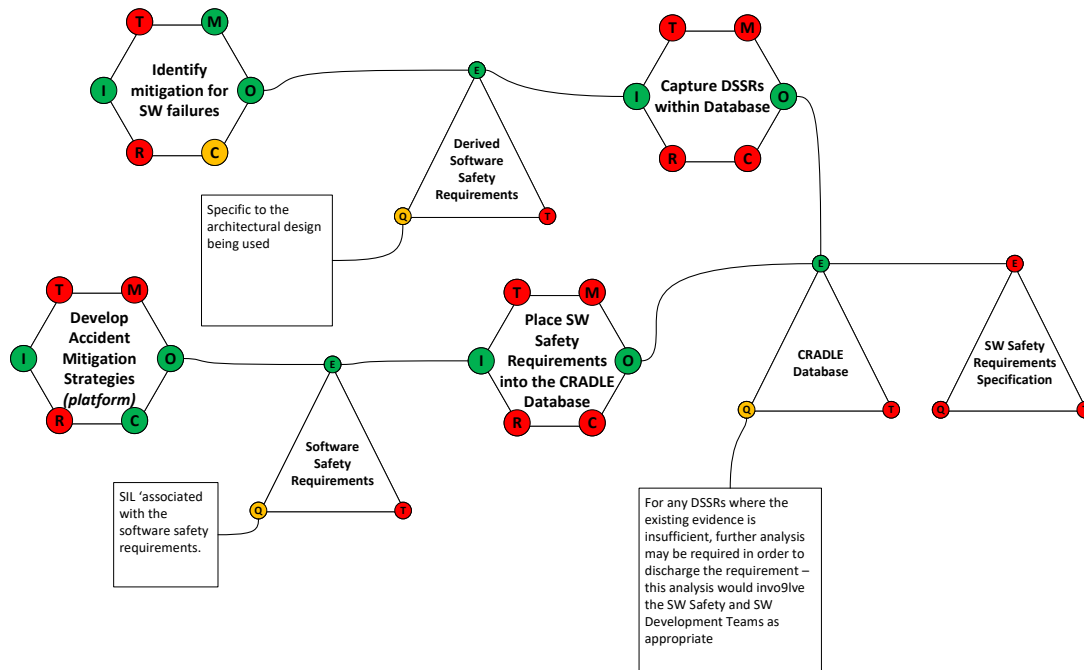 T
M
I
Identify
mitigation for
SW failures
O
R
C
E
Derived
Software
Safety
Requirements
Q
T
T
M
I
Capture DSSRs
within Database
O
R
C
Specific to the
architectural design
being used
T
M
I
Develop
Accident
Mitigation
Strategies
(platform)
O
R
C
E
Software
Safety
Requirements
Q
T
SIL ‘associated
with the
software safety
requirements.
T
M
I
Place SW
Safety
Requirements
into the CRADLE
Database
O
R
C
E
CRADLE
Database
Q
T
E
SW Safety
Requirements
Specification
Q
T
For any DSSRs where the
existing evidence is
insufficient, further analysis
may be required in order to
discharge the requirement –
this analysis would invo9lve
the SW Safety and SW
Development Teams as
appropriate